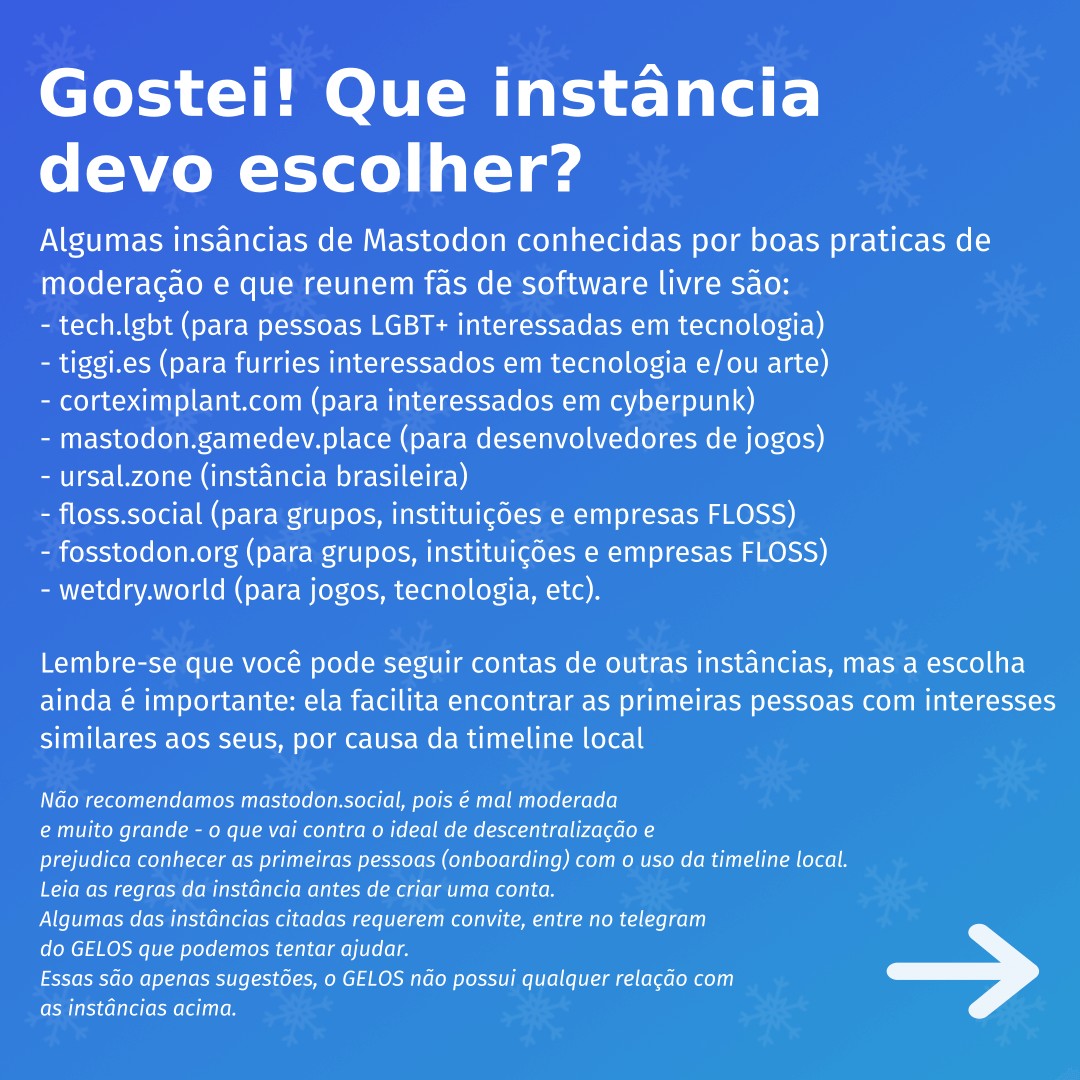 Gostei! Que instância
devo escolher?
Algumas insâncias de Mastodon conhecidas por boas praticas de
moderação e que reunem fãs de software livre são:
- tech.lgbt (para pessoas LGBT+ interessadas em tecnologia)
- tiggi.es (para furries interessados em tecnologia e/ou arte)
- corteximplant.com (para interessados em cyberpunk)
- mastodon.gamedev.place (para desenvolvedores de jogos)
- ursal.zone (instância brasileira)
- floss.social (para grupos, instituições e empresas FLOSS)
- fosstodon.org (para grupos, instituições e empresas FLOSS)
- wetdry.world (para jogos, tecnologia, etc).
Lembre-se que você pode seguir contas de outras instâncias, mas a escolha
ainda é importante: ela facilita encontrar as primeiras pessoas com interesses
similares aos seus, por causa da timeline local
Não recomendamos mastodon.social, pois é mal moderada
e muito grande - o que vai contra o ideal de descentralização e
prejudica conhecer as primeiras pessoas (onboarding) com o uso da timeline local.
Leia as regras da instância antes de criar uma conta.
Algumas das instâncias citadas requerem convite, entre no telegram
do GELOS que podemos tentar ajudar.
Essas são apenas sugestões, o GELOS não possui qualquer relação com
as instâncias acima.